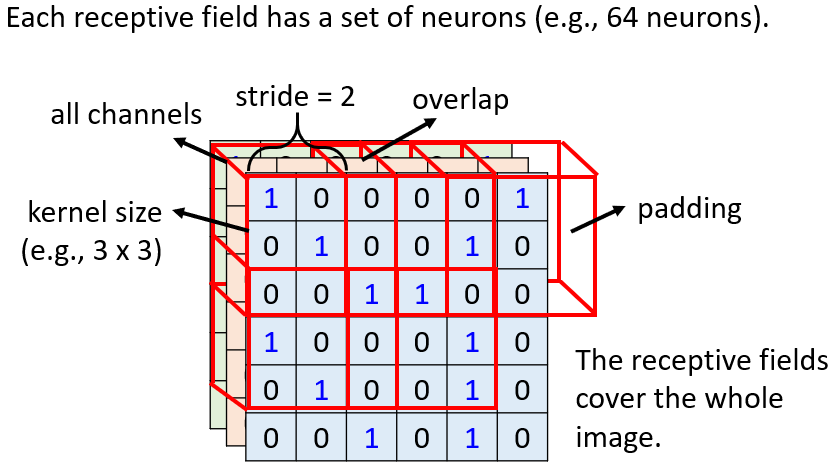 Each receptive field has a set of neurons (e.g., 64 neurons).
stride = 2
overlap
all channels
kernel size
(e.g., 3 x 3)
padding
1 0 0 0 0 1
0 1 0 0 1 0
0 0 1 1 0 0
1 0 0 0 1 0
0 1 0 0 1 0
0 0 1 0 1 0
The receptive fields
cover the whole
image.